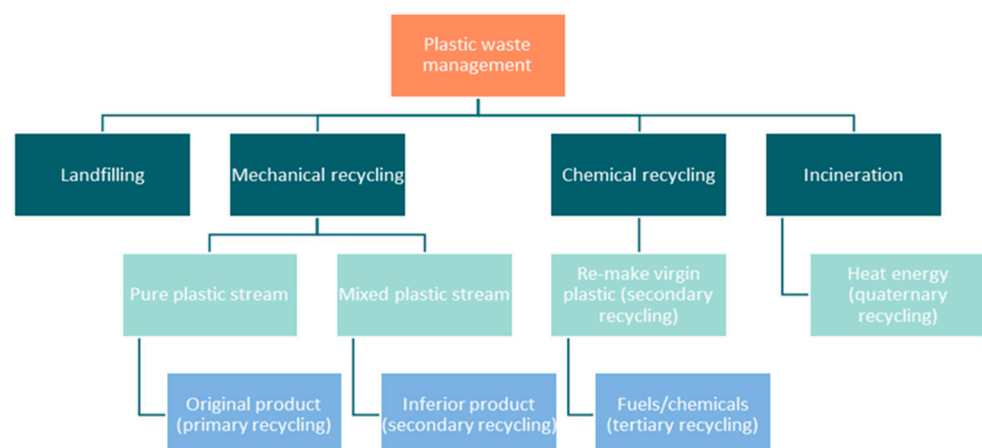 Plastic waste
management
Landfilling
Mechanical recycling
Chemical recycling
Incineration
Pure plastic stream
Mixed plastic stream
Re-make virgin
plastic (secondary
recycling)
Heat energy
(quaternary
recycling)
Original product
(primary recycling)
Inferior product
(secondary recycling)
Fuels/chemicals
(tertiary recycling)